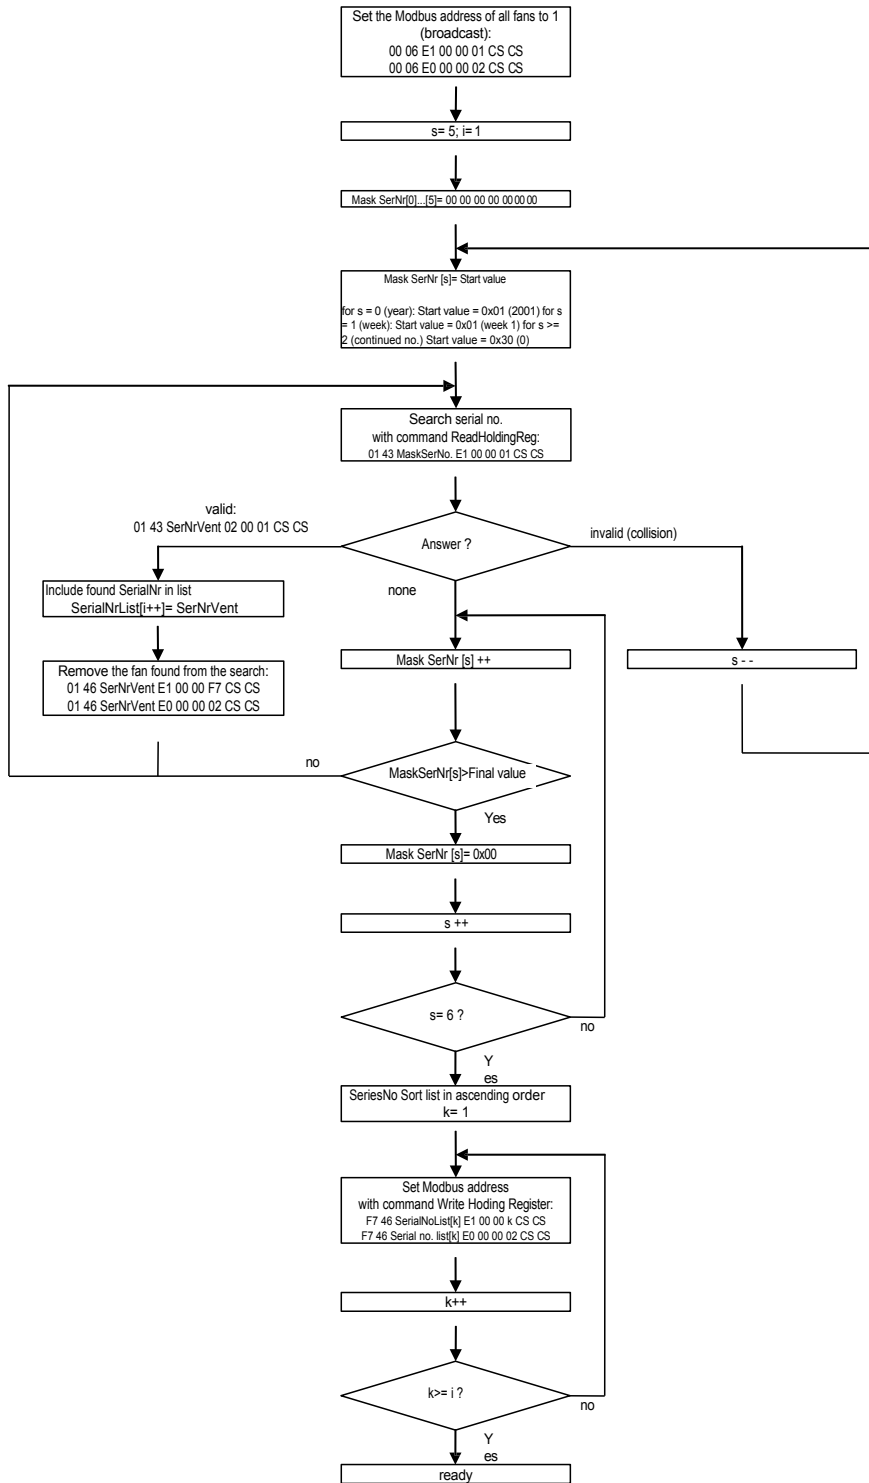 Set the Modbus address of all fans to 1
(broadcast):
00 06 E1 00 00 01 CS CS
00 06 E0 00 00 02 CS CS
s= 5; i= 1
Mask SerNr[0]...[5]= 00 00 00 00 00 00 00
Mask SerNr [s]= Start value
for s = 0 (year): Start value = 0x01 (2001) for s
= 1 (week): Start value = 0x01 (week 1) for s >=
2 (continued no.) Start value = 0x30 (0)
Search serial no.
with command ReadHoldingReg:
01 43 MaskSerNo. E1 00 00 01 CS CS
valid:
01 43 SerNrVent 02 00 01 CS CS
Answer ?
invalid (collision)
none
Include found SerialNr in list
SerialNrList[i++]= SerNrVent
Remove the fan found from the search:
01 46 SerNrVent E1 00 00 F7 CS CS
01 46 SerNrVent E0 00 00 02 CS CS
Mask SerNr [s] ++
s - -
no
MaskSerNr[s]>Final value
Yes
Mask SerNr [s]= 0x00
s ++
s= 6 ?
no
Y
es
SeriesNo Sort list in ascending order
k= 1
Set Modbus address
with command Write Hoding Register:
F7 46 SerialNoList[k] E1 00 00 k CS CS
F7 46 Serial no. list[k] E0 00 00 02 CS CS
k++
k>= i ?
no
Y
es
ready